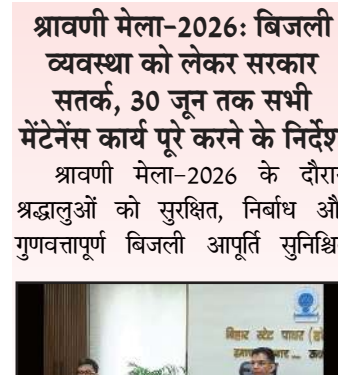 श्रावणी मेला-2026ः बिजली
व्यवस्था को लेकर सरकार
सतर्क, 30 जून तक सभी
मेंटेनेंस कार्य पूरे करने के निर्देश
श्रावणी मेला-2026 के दौरा
श्रद्धालुओं को सुरक्षित, निर्बाध औ
गुणवत्तापूर्ण बिजली आपूर्ति सुनिश्चि
बिहार स्टेट पावर